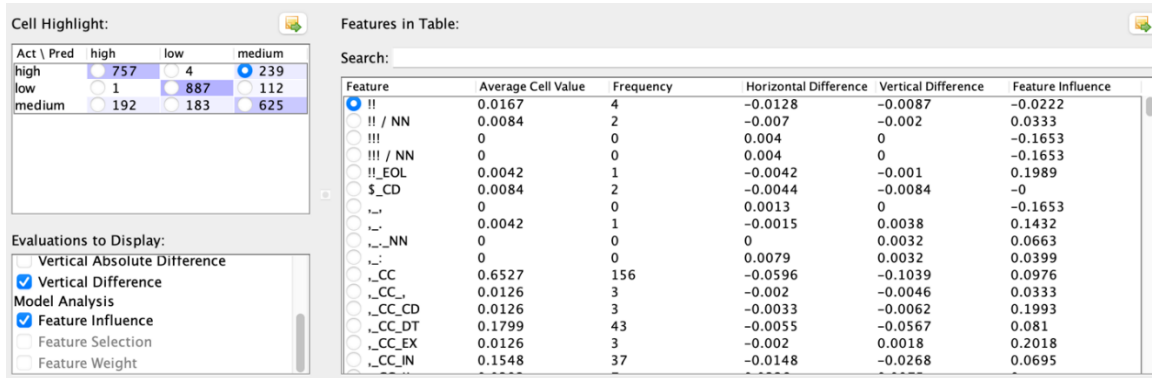 Cell Highlight:
Act \ Pred high low medium
high 757 4 239
low 1 887 112
medium 192 183 625
Evaluations to Display:
Vertical Absolute Difference
Vertical Difference
Model Analysis
Feature Influence
Feature Selection
Feature Weight
Features in Table:
Search:
Feature Average Cell Value Frequency Horizontal Difference Vertical Difference Feature Influence
!! 0.0167 4 -0.0128 -0.0087 -0.0222
!! / NN 0.0084 2 -0.007 -0.002 0.0333
!!! 0 0 0.004 0 -0.1653
!!! / NN 0 0 0.004 0 -0.1653
!!_EOL 0.0042 1 -0.0042 -0.001 0.1989
$_CD 0.0084 2 -0.0044 -0.0084 -0
,_, 0 0 0.0013 0 -0.1653
,_. 0.0042 1 -0.0015 0.0038 0.1432
,_._NN 0 0 0 0.0032 0.0663
,_: 0 0 0.0079 0.0032 0.0399
,_CC 0.6527 156 -0.0596 -0.1039 0.0976
,_CC_, 0.0126 3 -0.002 -0.0046 0.0333
,_CC_CD 0.0126 3 -0.0033 -0.0062 0.1993
,_CC_DT 0.1799 43 -0.0055 -0.0567 0.081
,_CC_EX 0.0126 3 -0.002 0.0018 0.2018
,_CC_IN 0.1548 37 -0.0148 -0.0268 0.0695